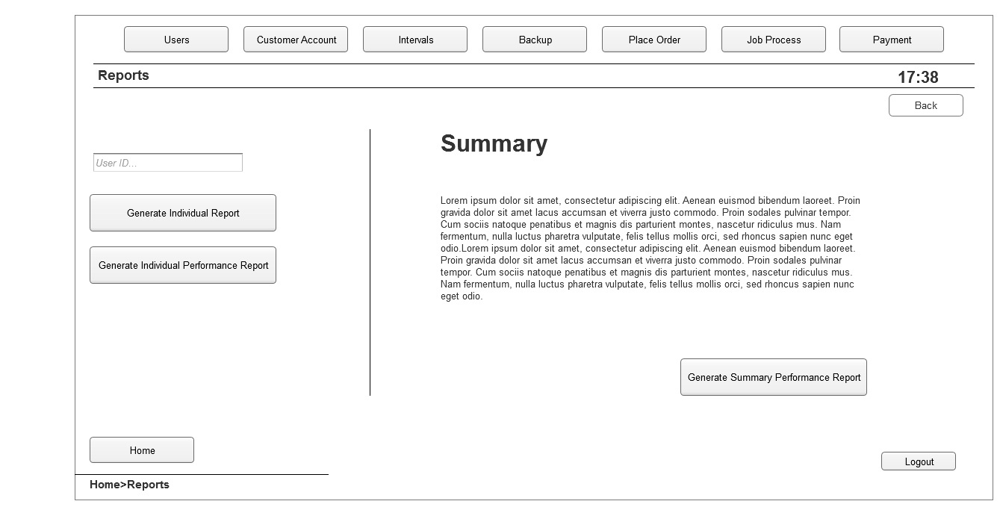 Users Customer Account Intervals Backup Place Order Job Process Payment
Reports 17:38
Back
Summary
User ID...
Generate Individual Report
Generate Individual Performance Report
Lorem ipsum dolor sit amet, consectetur adipiscing elit. Aenean euismod bibendum laoreet. Proin
gravida dolor sit amet lacus accumsan et viverra justo commodo. Proin sodales pulvinar tempor.
Cum sociis natoque penatibus et magnis dis parturient montes, nascetur ridiculus mus. Nam
fermentum, nulla luctus pharetra vulputate, felis tellus mollis orci, sed rhoncus sapien nunc eget
odio.Lorem ipsum dolor sit amet, consectetur adipiscing elit. Aenean euismod bibendum laoreet.
Proin gravida dolor sit amet lacus accumsan et viverra justo commodo. Proin sodales pulvinar
tempor. Cum sociis natoque penatibus et magnis dis parturient montes, nascetur ridiculus mus.
Nam fermentum, nulla luctus pharetra vulputate, felis tellus mollis orci, sed rhoncus sapien nunc
eget odio.
Generate Summary Performance Report
Home
Logout
Home>Reports